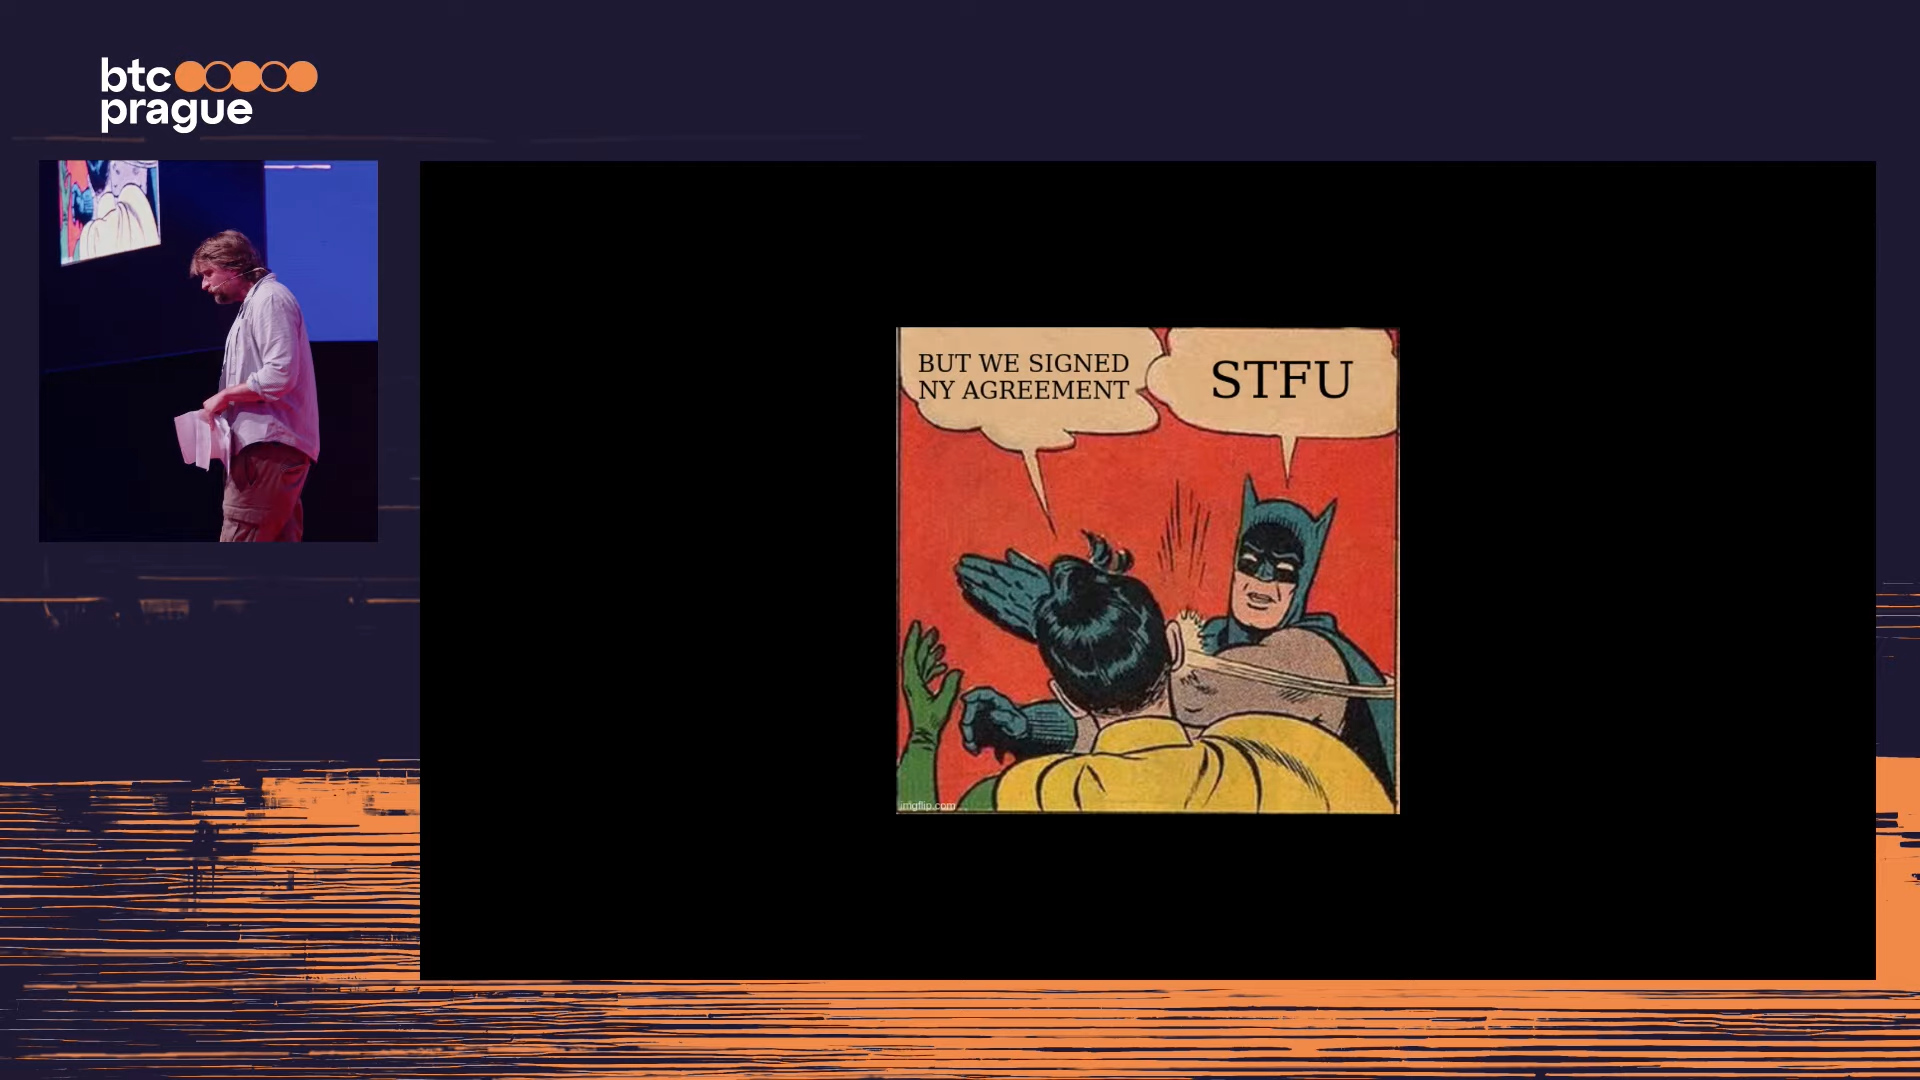 btc
prague
BUT WE SIGNED
NY AGREEMENT
STFU
imgflip.com